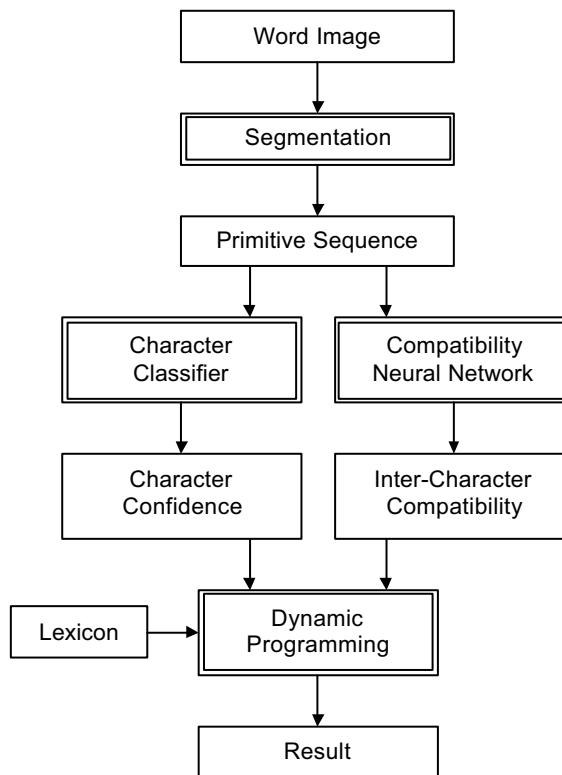 Word Image
Segmentation
Primitive Sequence
Character
Classifier
Compatibility
Neural Network
Character
Confidence
Inter-Character
Compatibility
Lexicon
Dynamic
Programming
Result